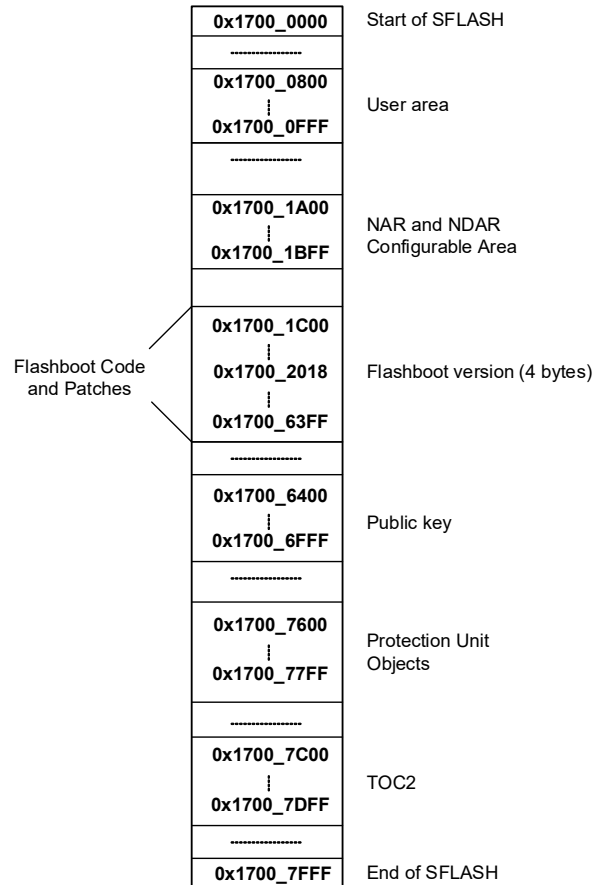 0x1700_0000
Start of SFLASH
0x1700_0800
0x1700_0FFF
User area
0x1700_1A00
0x1700_1BFF
NAR and NDAR
Configurable Area
Flashboot Code
and Patches
0x1700_1C00
0x1700_2018
Flashboot version (4 bytes)
0x1700_63FF
0x1700_6400
0x1700_6FFF
Public key
0x1700_7600
0x1700_77FF
Protection Unit
Objects
0x1700_7C00
0x1700_7DFF
TOC2
0x1700_7FFF
End of SFLASH